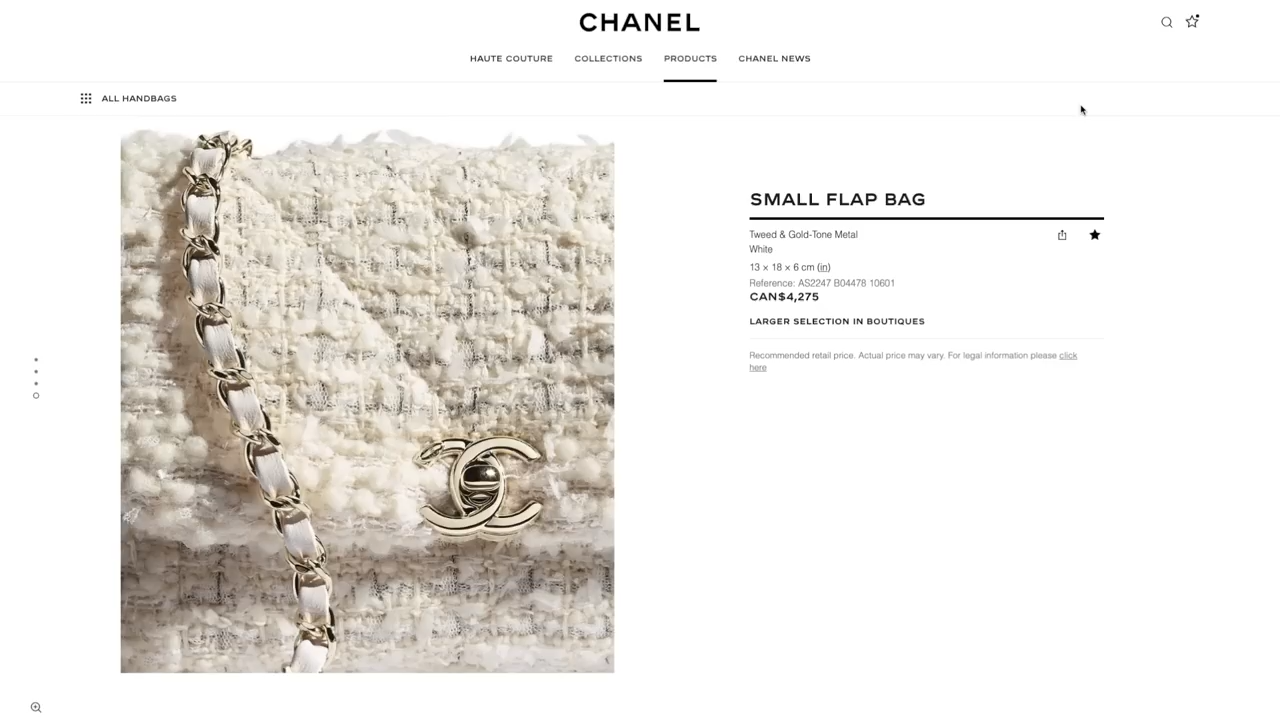 CHANEL
HAUTE COUTURE
COLLECTIONS
PRODUCTS
CHANEL NEWS
ALL HANDBAGS
SMALL FLAP BAG
Tweed & Gold-Tone Metal
White
13 × 18 × 6 cm (in)
Reference: AS2247 B04478 10601
CAN$4,275
LARGER SELECTION IN BOUTIQUES
Recommended retail price. Actual price may vary. For legal information please click
here